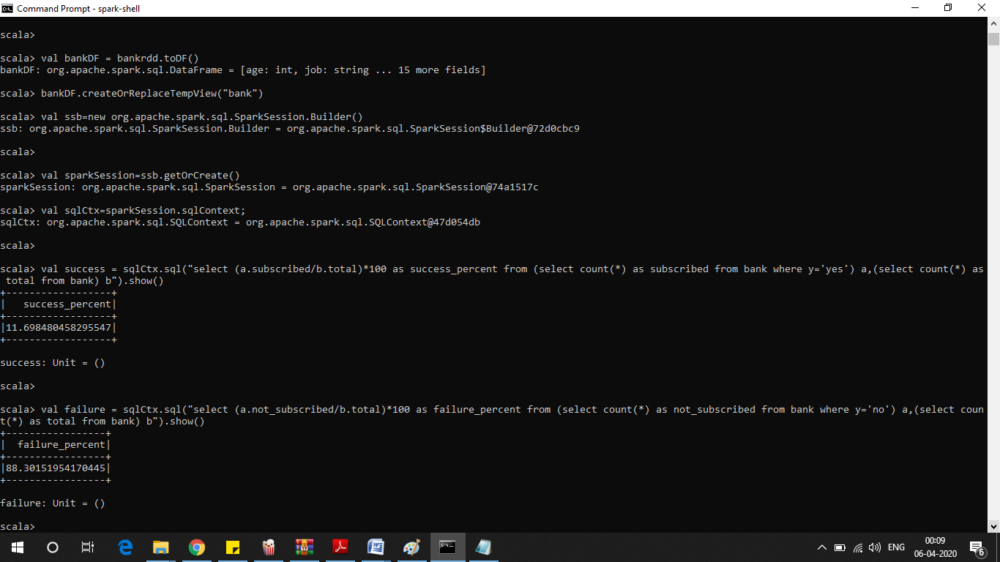 Command Prompt - spark-shell
scala>
scala> val bankDF = bankrdd.toDF()
bankDF: org.apache.spark.sql.DataFrame = [age: int, job: string ... 15 more fields]
scala> bankDF.createOrReplaceTempView("bank")
scala> val ssb=new org.apache.spark.sql.SparkSession.Builder()
ssb: org.apache.spark.sql.SparkSession.Builder = org.apache.spark.sql.SparkSession$Builder@72d0cbc9
scala>
scala> val sparkSession=ssb.getOrCreate()
sparkSession: org.apache.spark.sql.SparkSession = org.apache.spark.sql.SparkSession@74a1517c
scala> val sqlCtx=sparkSession.sqlContext;
sqlCtx: org.apache.spark.sql.SQLContext = org.apache.spark.sql.SQLContext@47d054db
scala>
scala> val success = sqlCtx.sql("select (a.subscribed/b.total)*100 as success_percent from (select count(*) as subscribed from bank where y='yes') a,(select count(*) as
 total from bank) b").show()
+------------------+
|   success_percent|
+------------------+
|11.698480458295547|
+------------------+
success: Unit = ()
scala>
scala> val failure = sqlCtx.sql("select (a.not_subscribed/b.total)*100 as failure_percent from (select count(*) as not_subscribed from bank where y='no') a,(select coun
t(*) as total from bank) b").show()
+-----------------+
|  failure_percent|
+-----------------+
|88.30151954170445|
+-----------------+
failure: Unit = ()
scala>
ENG
00:09
06-04-2020
6